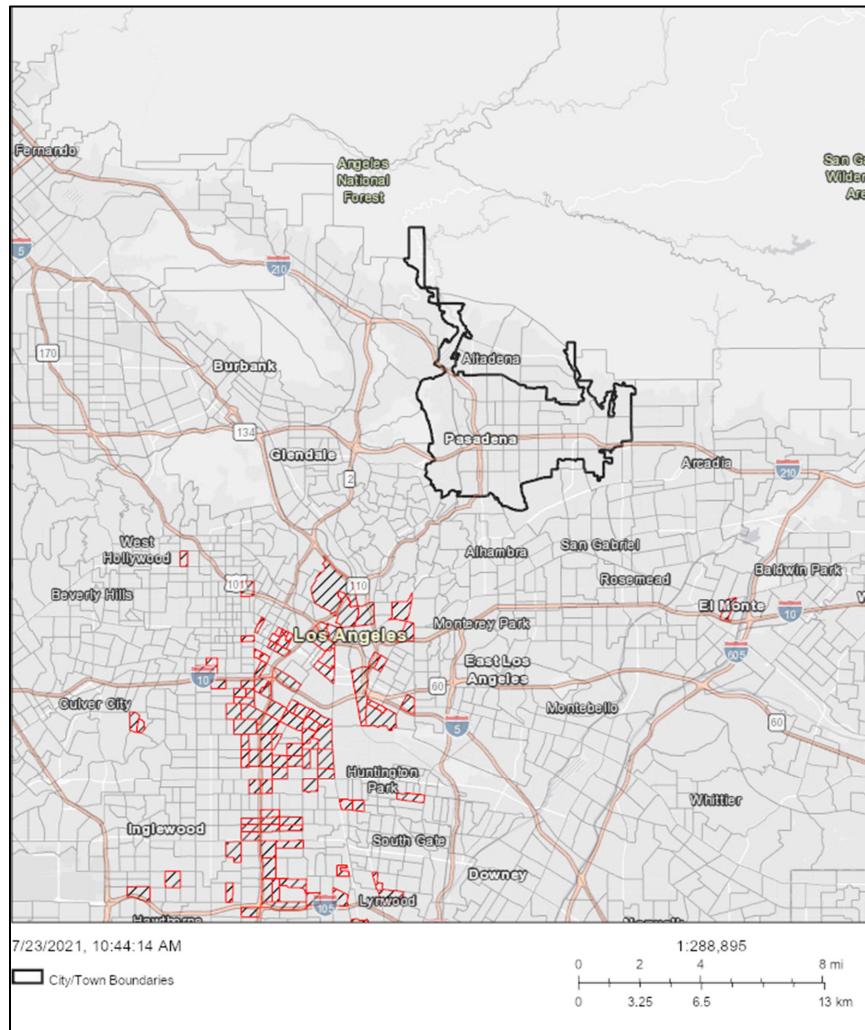 Fernando
Angeles
National
Forest
San Ga
Wilder
Are
5
210
170
Burbank
Altadena
134
Glendale
Pasadena
2
Arcadia
210
West
Hollywood
Alhambra
San Gabriel
Rosemead
Baldwin Park
Beverly Hills
101
110
El Monte
10
W
Los Angeles
Monterey Park
605
East Los
Angeles
10
60
Culver City
Montebello
5
60
Huntington
Park
Whittier
Inglewood
South Gate
Downey
Lynwood
105
Hawthorne
7/23/2021, 10:44:14 AM
1:288,895
City/Town Boundaries
0 2 4 8 mi
0 3.25 6.5 13 km